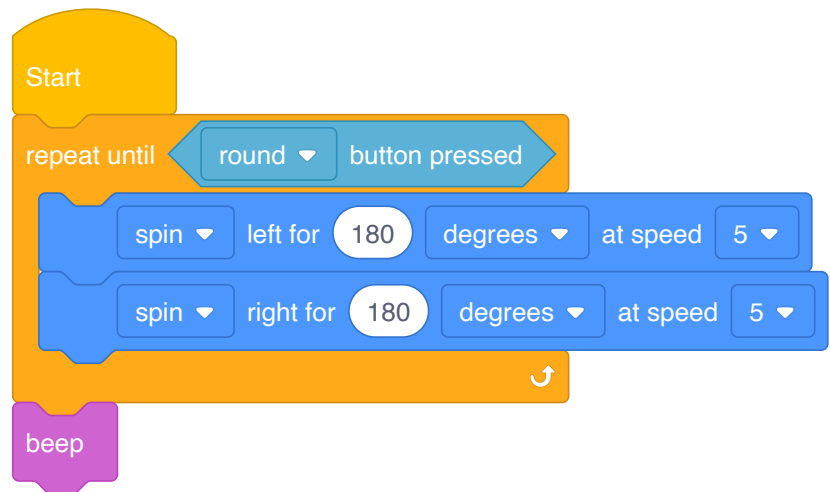 Start
repeat until round button pressed
spin left for 180 degrees at speed 5
spin right for 180 degrees at speed 5
beep